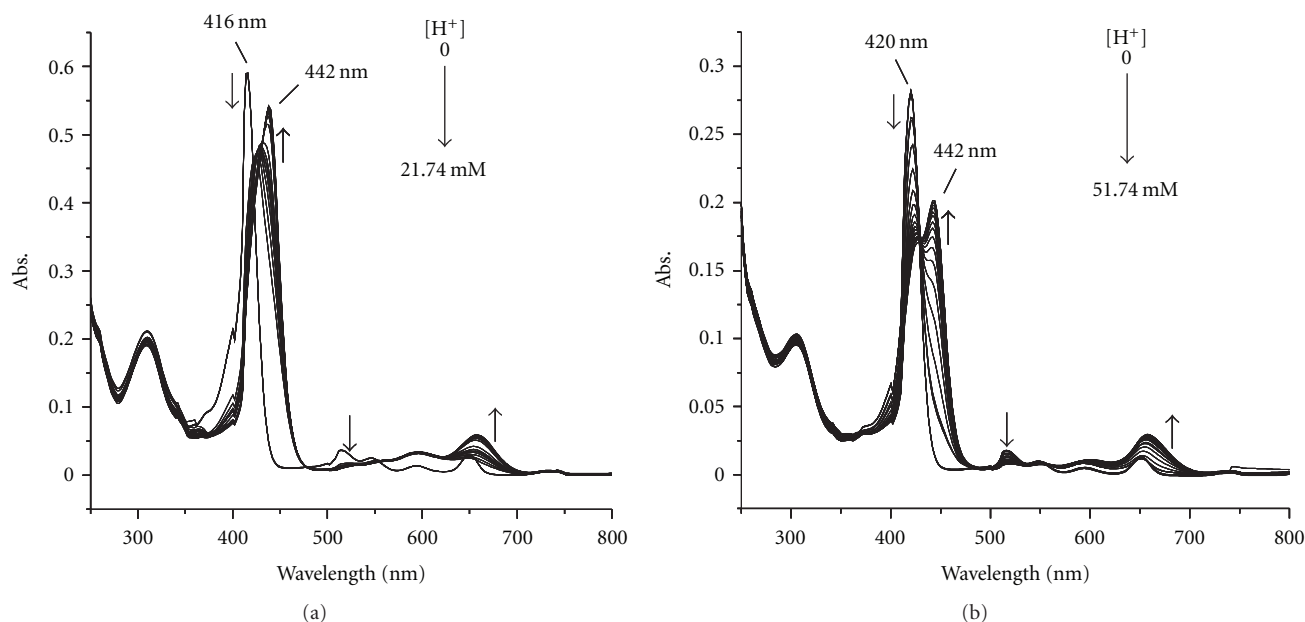 416 nm
442 nm
[H+]
0
21.74 mM
0.6
0.5
0.4
0.3
0.2
0.1
0
Abs.
300 400 500 600 700 800
Wavelength (nm)
(a)
420 nm
442 nm
[H+]
0
51.74 mM
0.3
0.25
0.2
0.15
0.1
0.05
0
Abs.
300 400 500 600 700 800
Wavelength (nm)
(b)